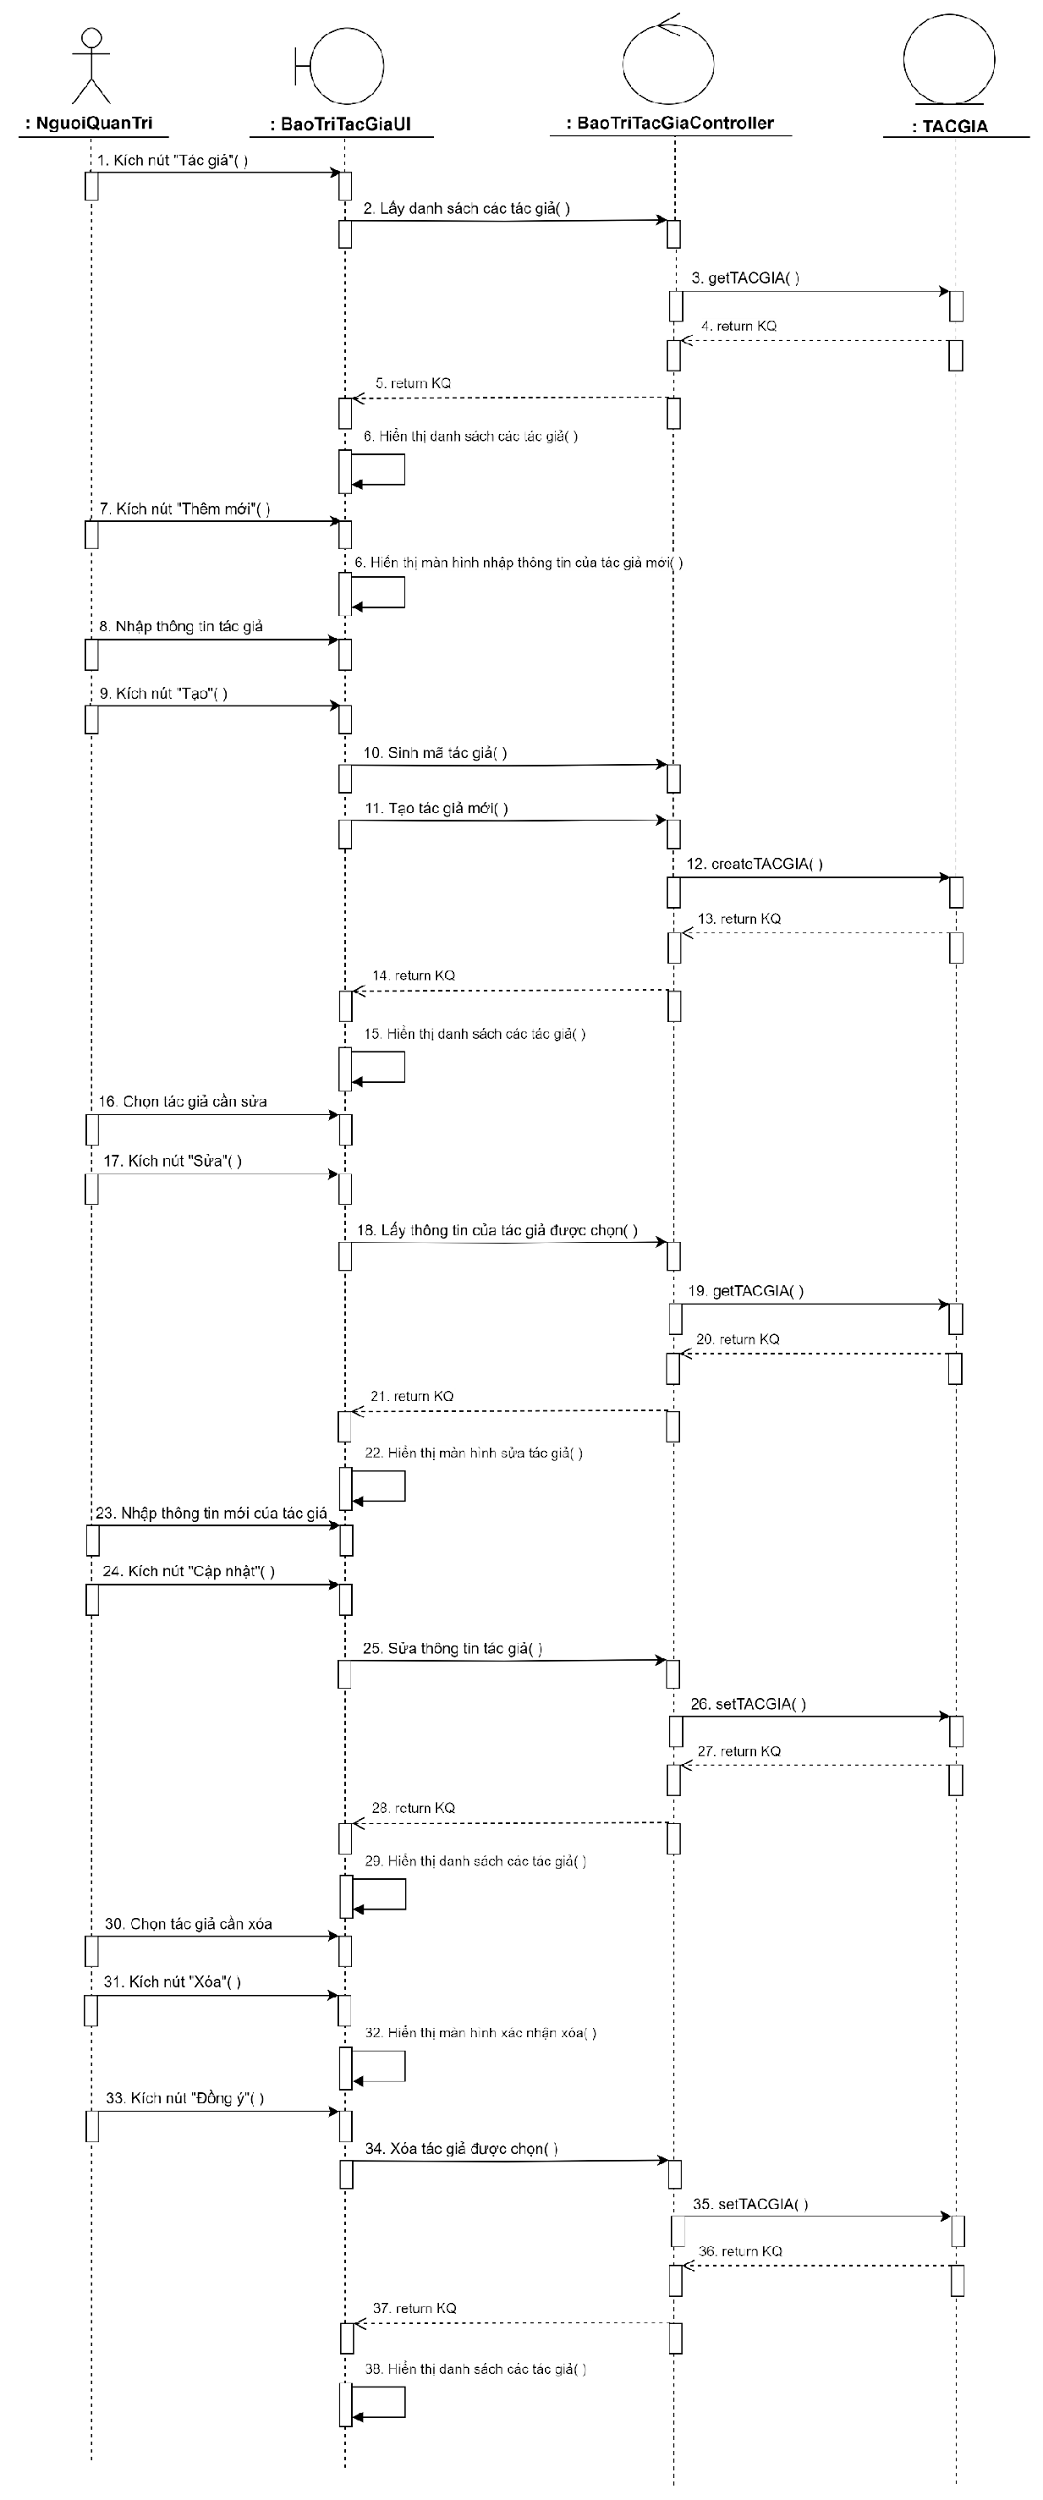 : NguoiQuanTri
: BaoTriTacGiaUI
: BaoTriTacGiaController
: TACGIA
1. Kích nút "Tác giả"( )
2. Lấy danh sách các tác giả( )
3. getTACGIA( )
4. return KQ
5. return KQ
6. Hiển thị danh sách các tác giả( )
7. Kích nút "Thêm mới"( )
6. Hiển thị màn hình nhập thông tin của tác giả mới( )
8. Nhập thông tin tác giả
9. Kích nút "Tạo"( )
10. Sinh mã tác giả( )
11. Tạo tác giả mới( )
12. createTACGIA( )
13. return KQ
14. return KQ
15. Hiển thị danh sách các tác giả( )
16. Chọn tác giả cần sửa
17. Kích nút "Sửa"( )
18. Lấy thông tin của tác giả được chọn( )
19. getTACGIA( )
20. return KQ
21. return KQ
22. Hiển thị màn hình sửa tác giả( )
23. Nhập thông tin mới của tác giả
24. Kích nút "Cập nhật"( )
25. Sửa thông tin tác giả( )
26. setTACGIA( )
27. return KQ
28. return KQ
29. Hiển thị danh sách các tác giả( )
30. Chọn tác giả cần xóa
31. Kích nút "Xóa"( )
32. Hiển thị màn hình xác nhận xóa( )
33. Kích nút "Đồng ý"( )
34. Xóa tác giả được chọn( )
35. setTACGIA( )
36. return KQ
37. return KQ
38. Hiển thị danh sách các tác giả( )